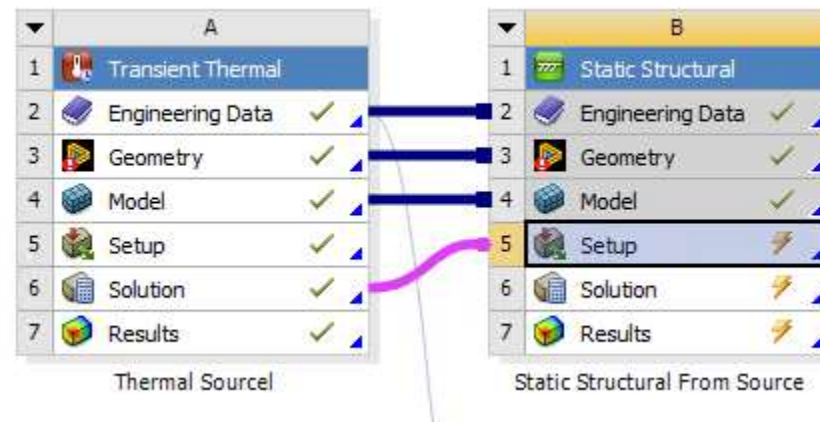 A
1 Transient Thermal
2 Engineering Data
3 Geometry
4 Model
5 Setup
6 Solution
7 Results
Thermal Sourcel
B
1 Static Structural
2 Engineering Data
3 Geometry
4 Model
5 Setup
6 Solution
7 Results
Static Structural From Source